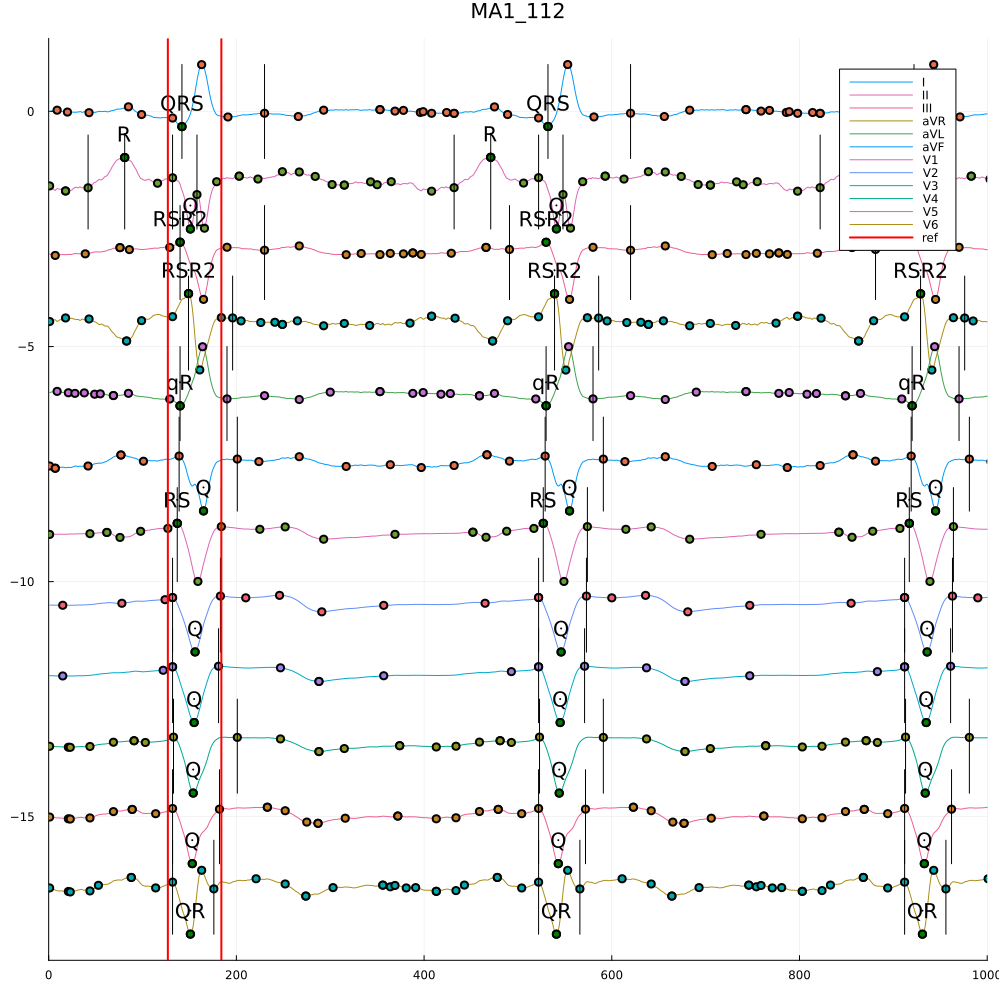 MA1_112
I
II
III
aVR
aVL
aVF
V1
V2
V3
V4
V5
V6
ref
QRS QRS
R R
Q Q
RSR2 RSR2
RSR2 RSR2 RSR2
qR qR qR
Q Q Q
RS RS RS
Q Q Q
Q Q Q
Q Q Q
Q Q Q
QR QR QR
0
−5
−10
−15
0 200 400 600 800 1000